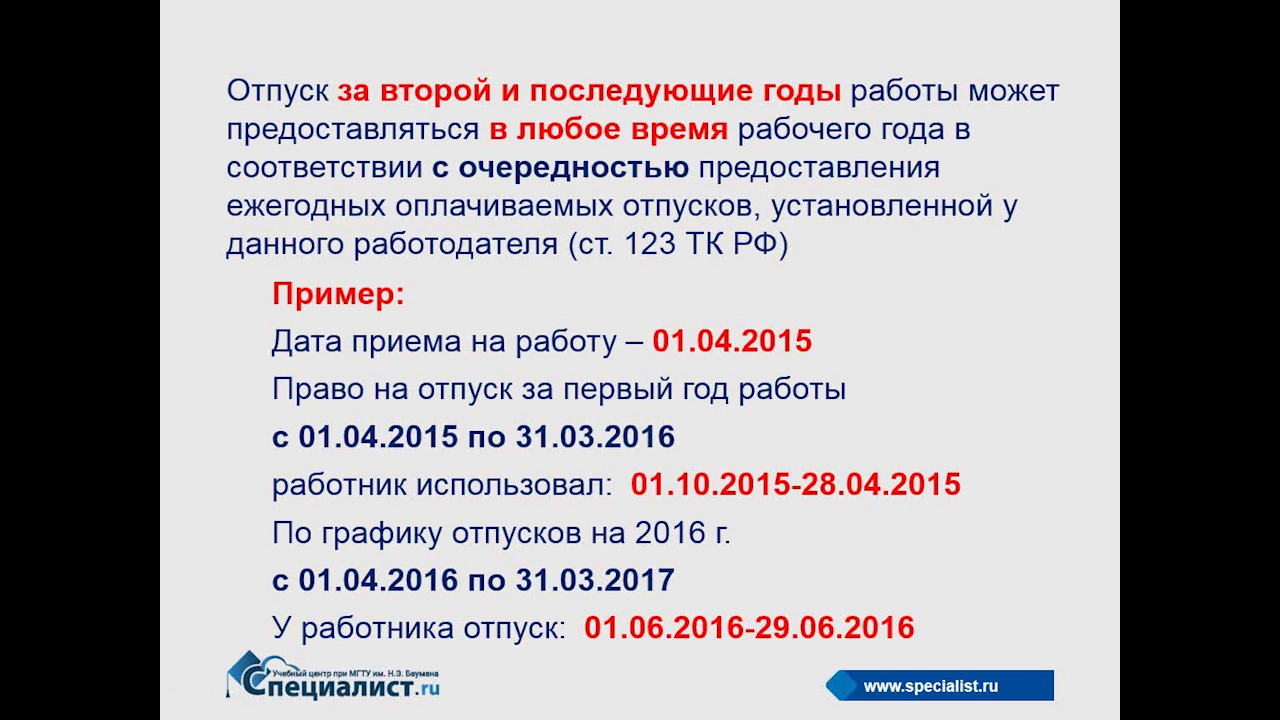 Отпуск за второй и последующие годы работы может
предоставляться в любое время рабочего года в
соответствии с очередностью предоставления
ежегодных оплачиваемых отпусков, установленной у
данного работодателя (ст. 123 ТК РФ)
Пример:
Дата приема на работу – 01.04.2015
Право на отпуск за первый год работы
с 01.04.2015 по 31.03.2016
работник использовал: 01.10.2015-28.04.2015
По графику отпусков на 2016 г.
с 01.04.2016 по 31.03.2017
У работника отпуск: 01.06.2016-29.06.2016
Учебный центр при МГТУ им. Н.Э. Баумана
Специалист.ru
www.specialist.ru